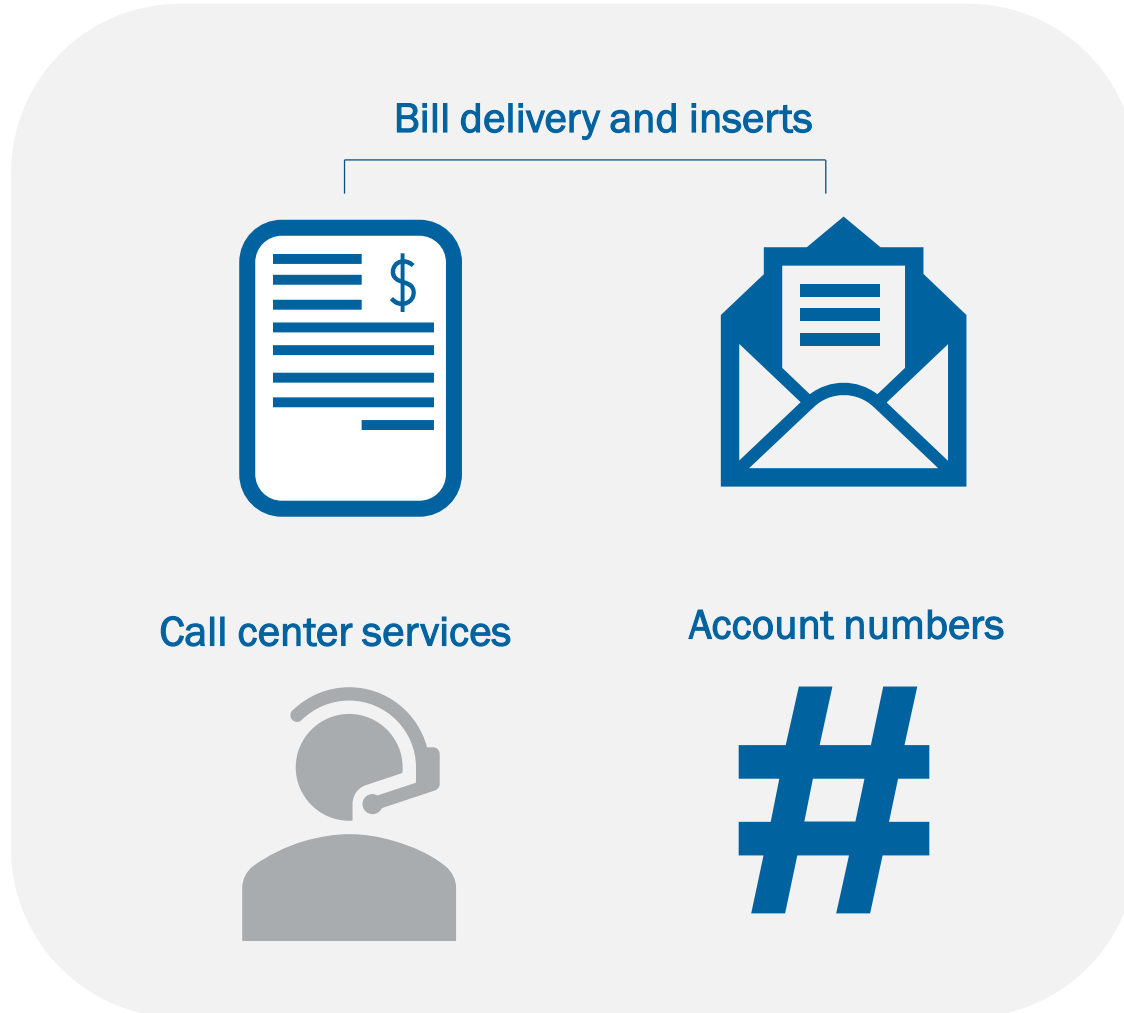 Bill delivery and inserts
$
Call center services
Account numbers
#